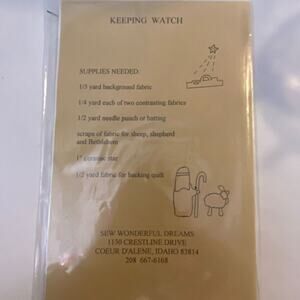 KEEPING WATCH
SUPPLIES NEEDED:
1/3 yard background fabric
1/4 yard each of two contrasting fabrics
1/2 yard needle punch or batting
scraps of fabric for sheep, shepherd
and Bethlehem
1" ceramic star
1/2 yard fabric for backing quilt
SEW WONDERFUL DREAMS
1150 CRESTLINE DRIVE
COEUR D'ALENE, IDAHO 83814
208 667-6168